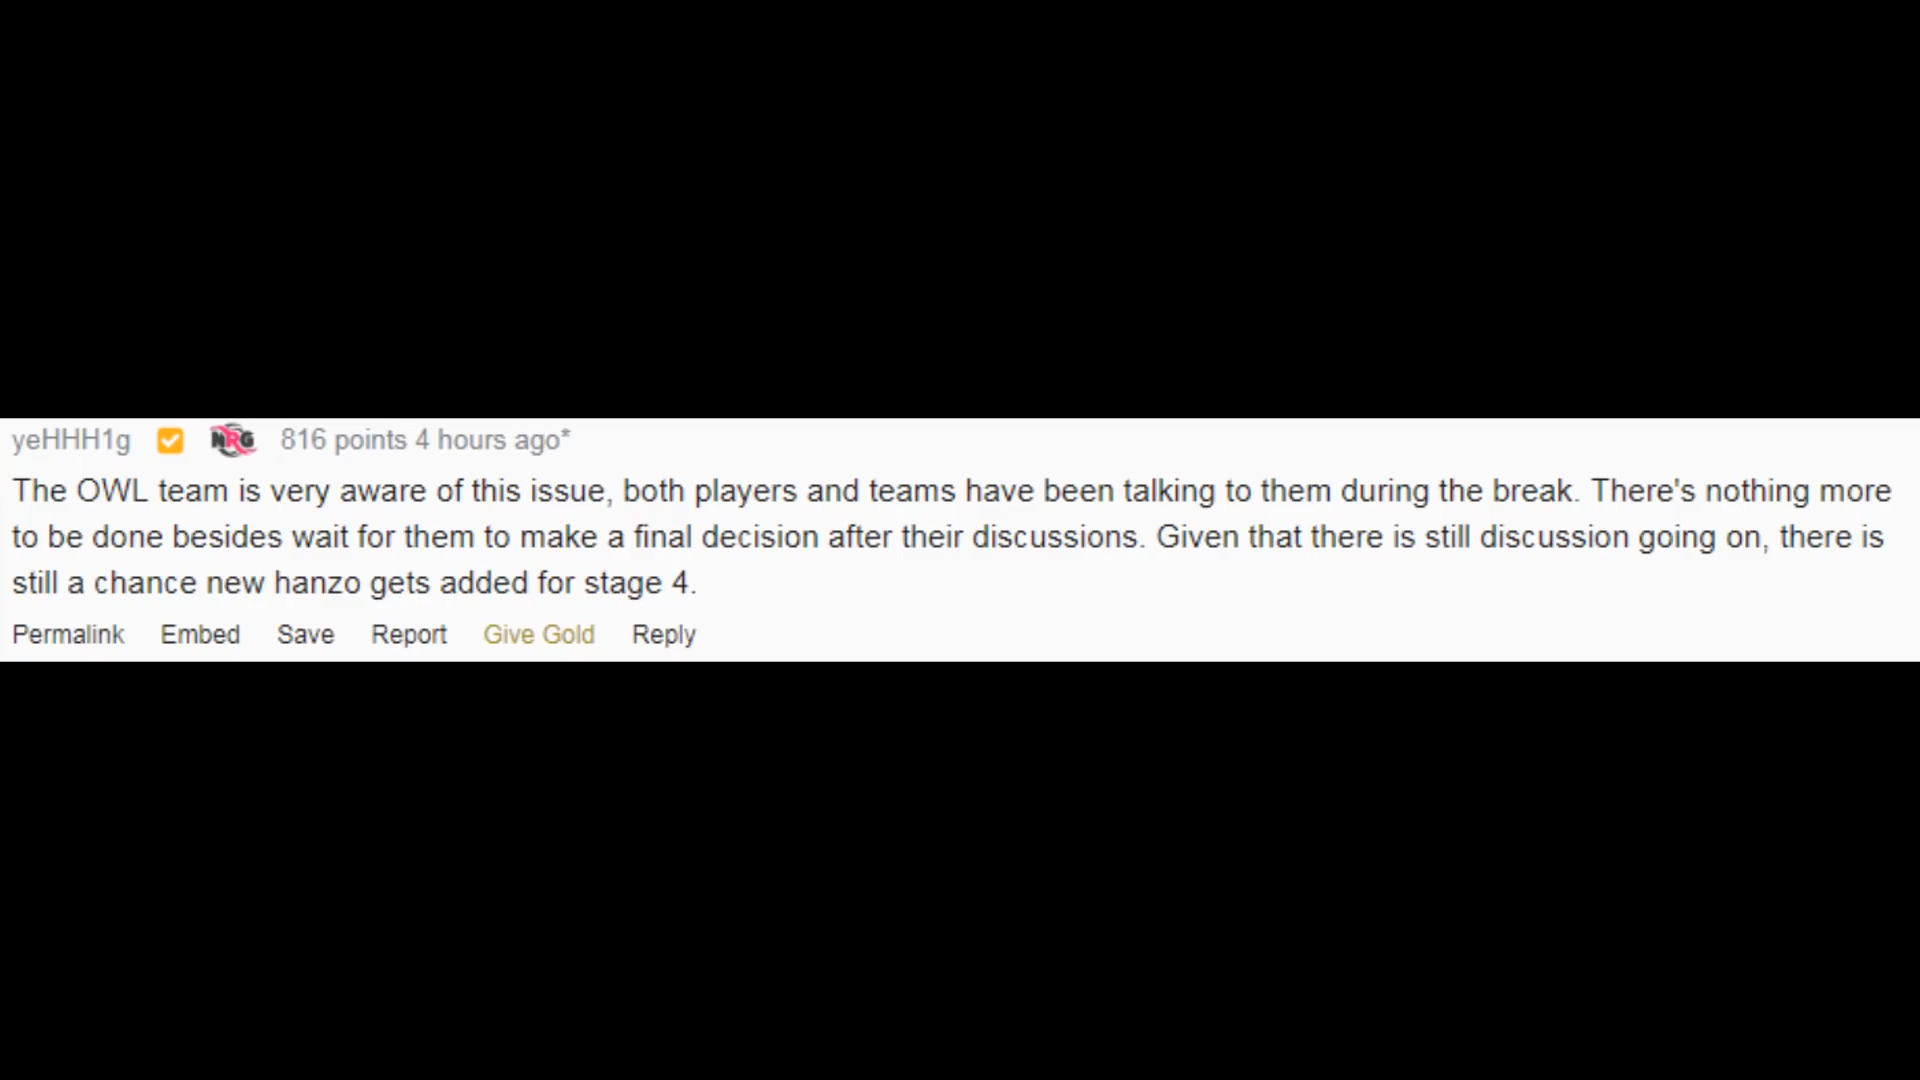 yeHHH1g NRG 816 points 4 hours ago*
The OWL team is very aware of this issue, both players and teams have been talking to them during the break. There's nothing more
to be done besides wait for them to make a final decision after their discussions. Given that there is still discussion going on, there is
still a chance new hanzo gets added for stage 4.
Permalink Embed Save Report Give Gold Reply